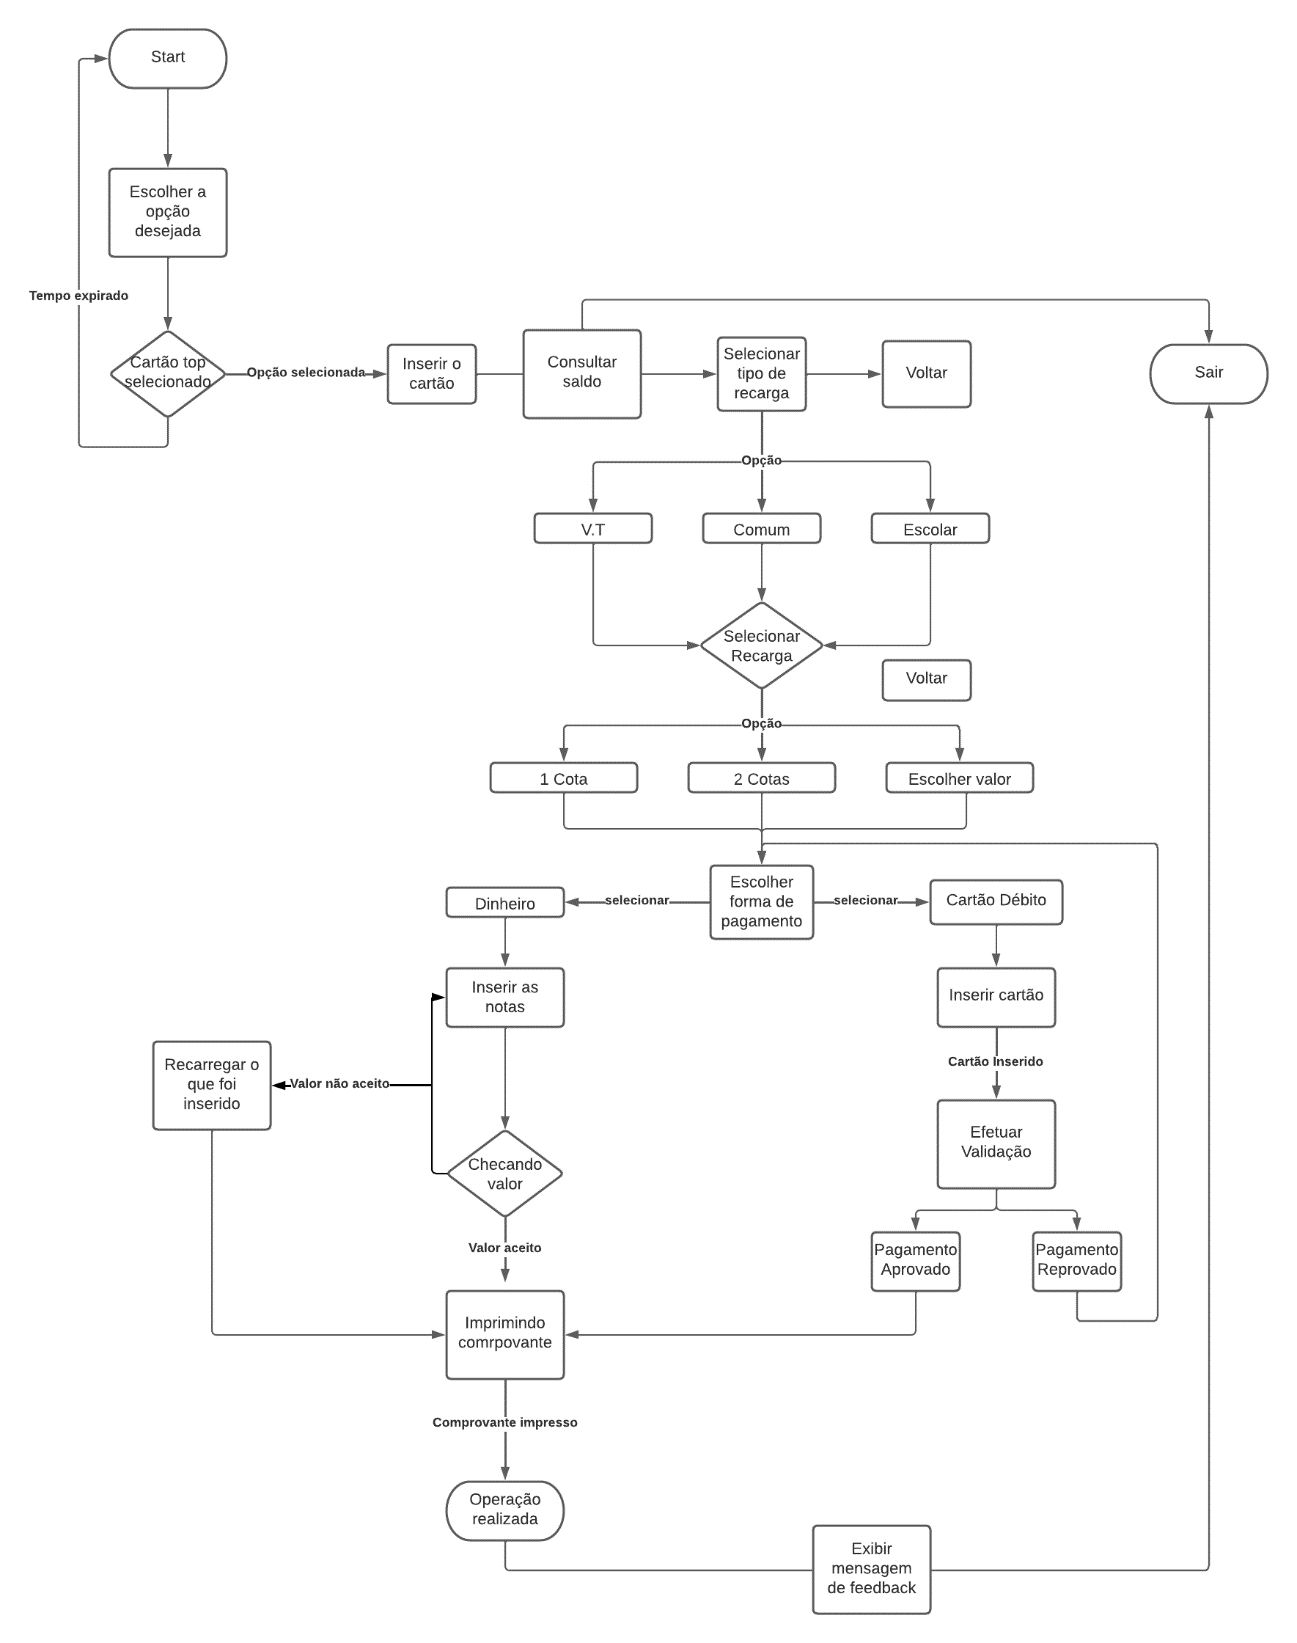 Start
Escolher a
opção
desejada
Tempo expirado
Cartão top
selecionado
Opção selecionada
Inserir o
cartão
Consultar
saldo
Selecionar
tipo de
recarga
Voltar
Sair
Opção
V.T
Comum
Escolar
Selecionar
Recarga
Voltar
Opção
1 Cota
2 Cotas
Escolher valor
Escolher
forma de
pagamento
selecionar
selecionar
Dinheiro
Cartão Débito
Inserir as
notas
Inserir cartão
Cartão Inserido
Recarregar o
que foi
inserido
Valor não aceito
Efetuar
Validação
Checando
valor
Valor aceito
Pagamento
Aprovado
Pagamento
Reprovado
Imprimindo
comrpovante
Comprovante impresso
Operação
realizada
Exibir
mensagem
de feedback